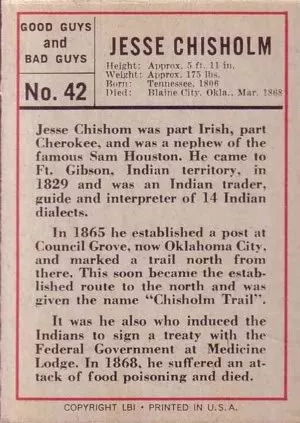 GOOD GUYS
and
BAD GUYS
No. 42
JESSE CHISHOLM
Height: Approx. 5 ft. 11 in.
Weight: Approx. 175 lbs.
Born: Tennessee, 1806
Died: Blaine City, Okla., Mar. 1868
Jesse Chishom was part Irish, part
Cherokee, and was a nephew of the
famous Sam Houston. He came to
Ft. Gibson, Indian territory, in
1829 and was an Indian trader,
guide and interpreter of 14 Indian
dialects.
In 1865 he established a post at
Council Grove, now Oklahoma City,
and marked a trail north from
there. This soon became the estab-
lished route to the north and was
given the name "Chisholm Trail".
It was he also who induced the
Indians to sign a treaty with the
Federal Government at Medicine
Lodge. In 1868, he suffered an at-
tack of food poisoning and died.
COPYRIGHT LBI • PRINTED IN U.S.A.